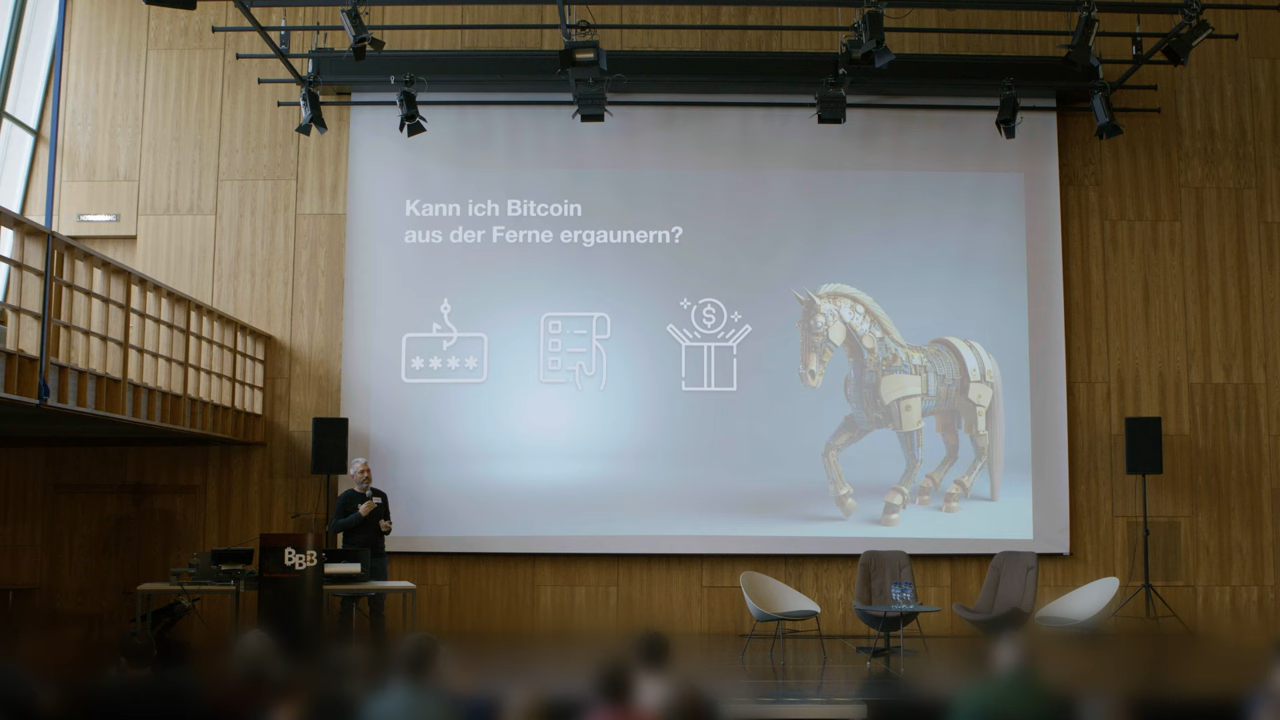 Kann ich Bitcoin
aus der Ferne ergaunern?
****
$
BBB